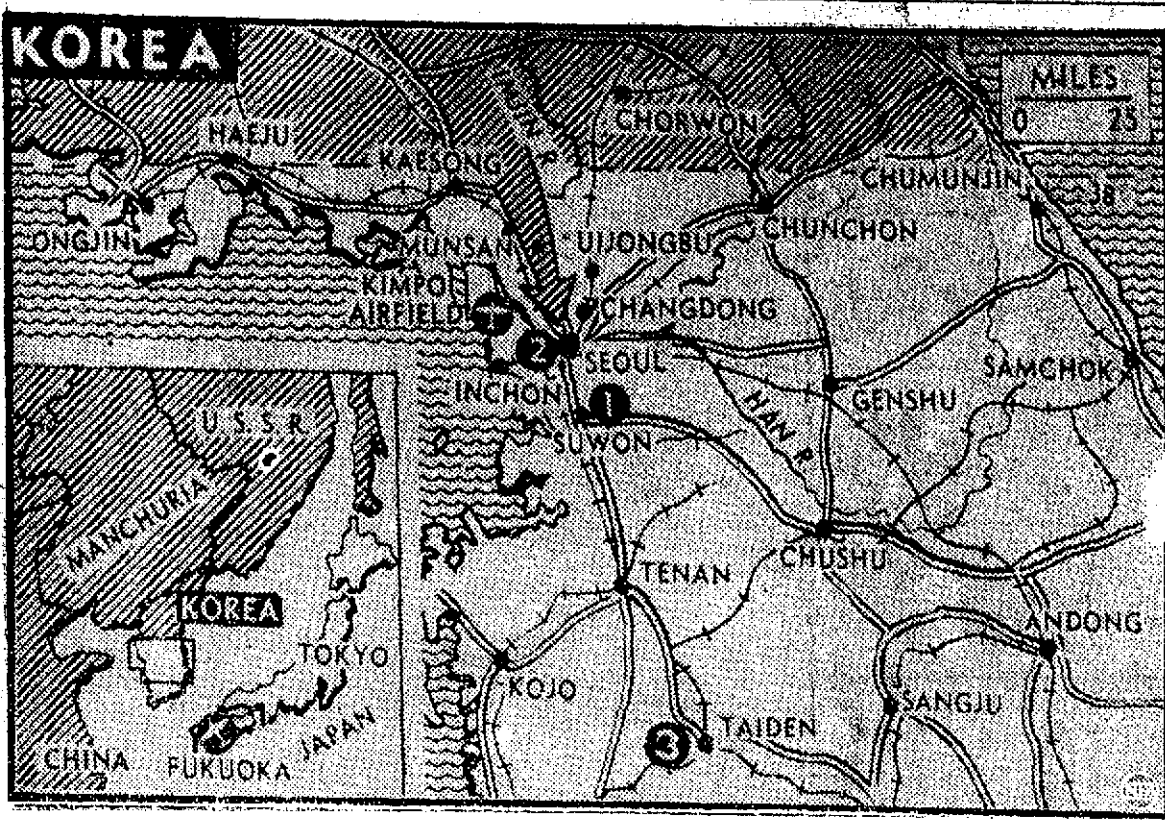 KOREA
MILES
0 25
HAEJU
KAESONG
CHORWON
CHUMUNJIN
38
ONGJIN
MUNSAN
UIJONGBU
CHUNCHON
KIMPO
AIRFIELD
CHANGDONG
2
SEOUL
INCHON
1
SUWON
HAN R.
GENSHU
SAMCHOK
U.S.S.R.
MANCHURIA
KOREA
TOKYO
JAPAN
FUKUOKA
CHINA
TENAN
CHUSHU
ANDONG
KOJO
SANGJU
3
TAIDEN